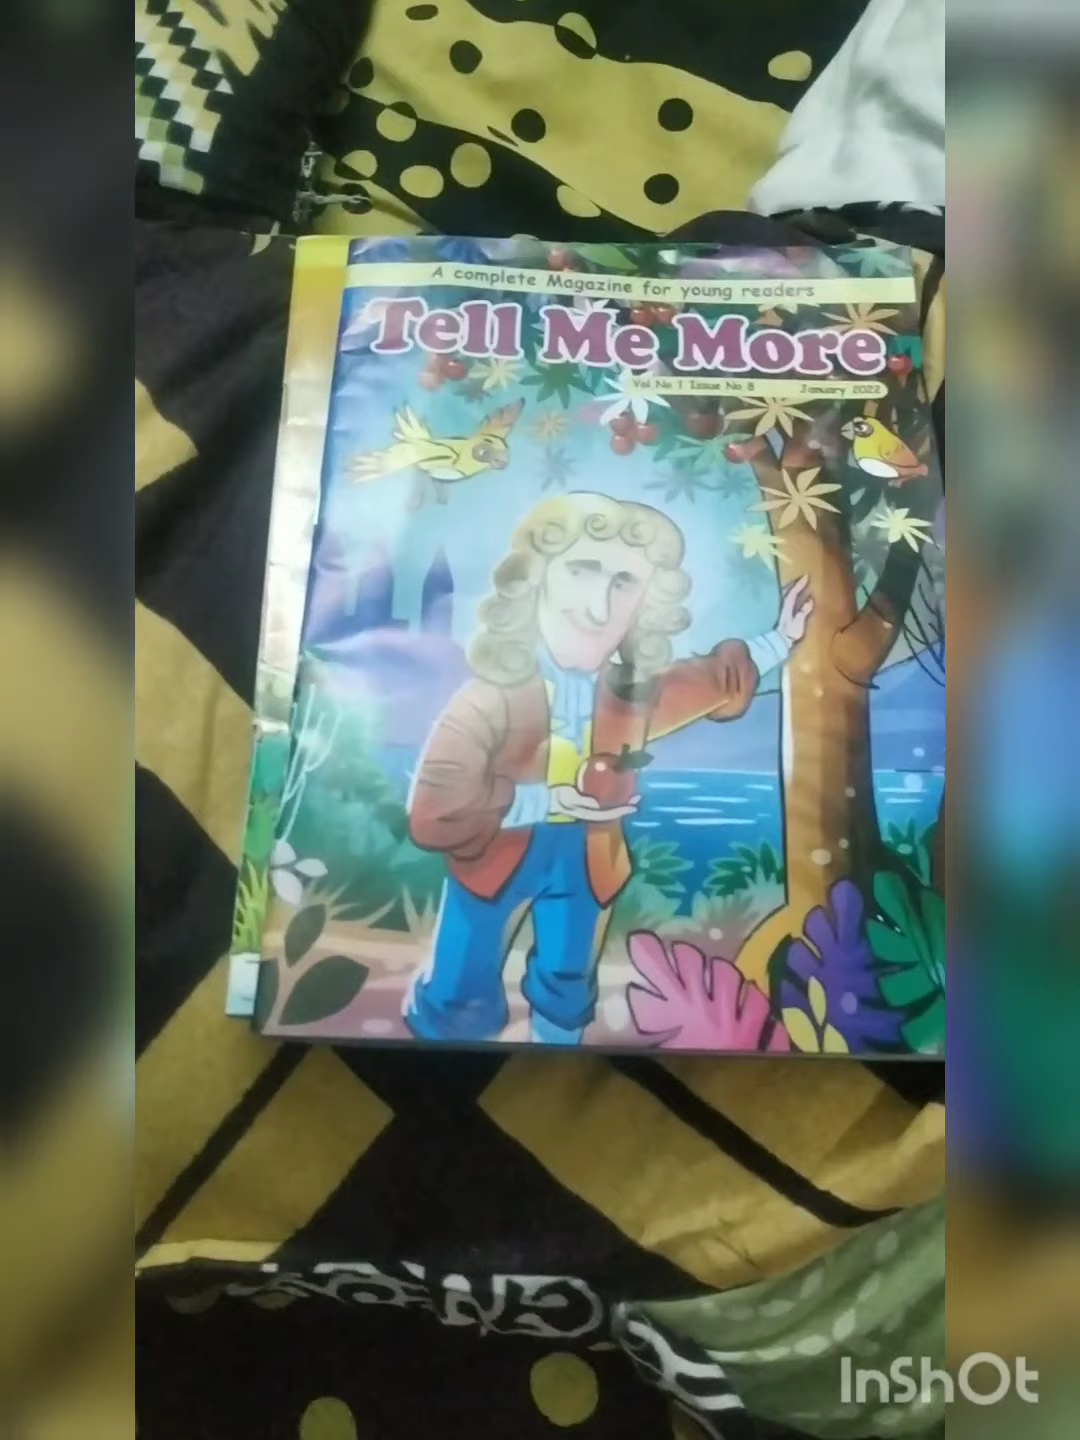 A complete Magazine for young readers
Tell Me More
Vol No 1 Issue No 8 January 2022
InShOt